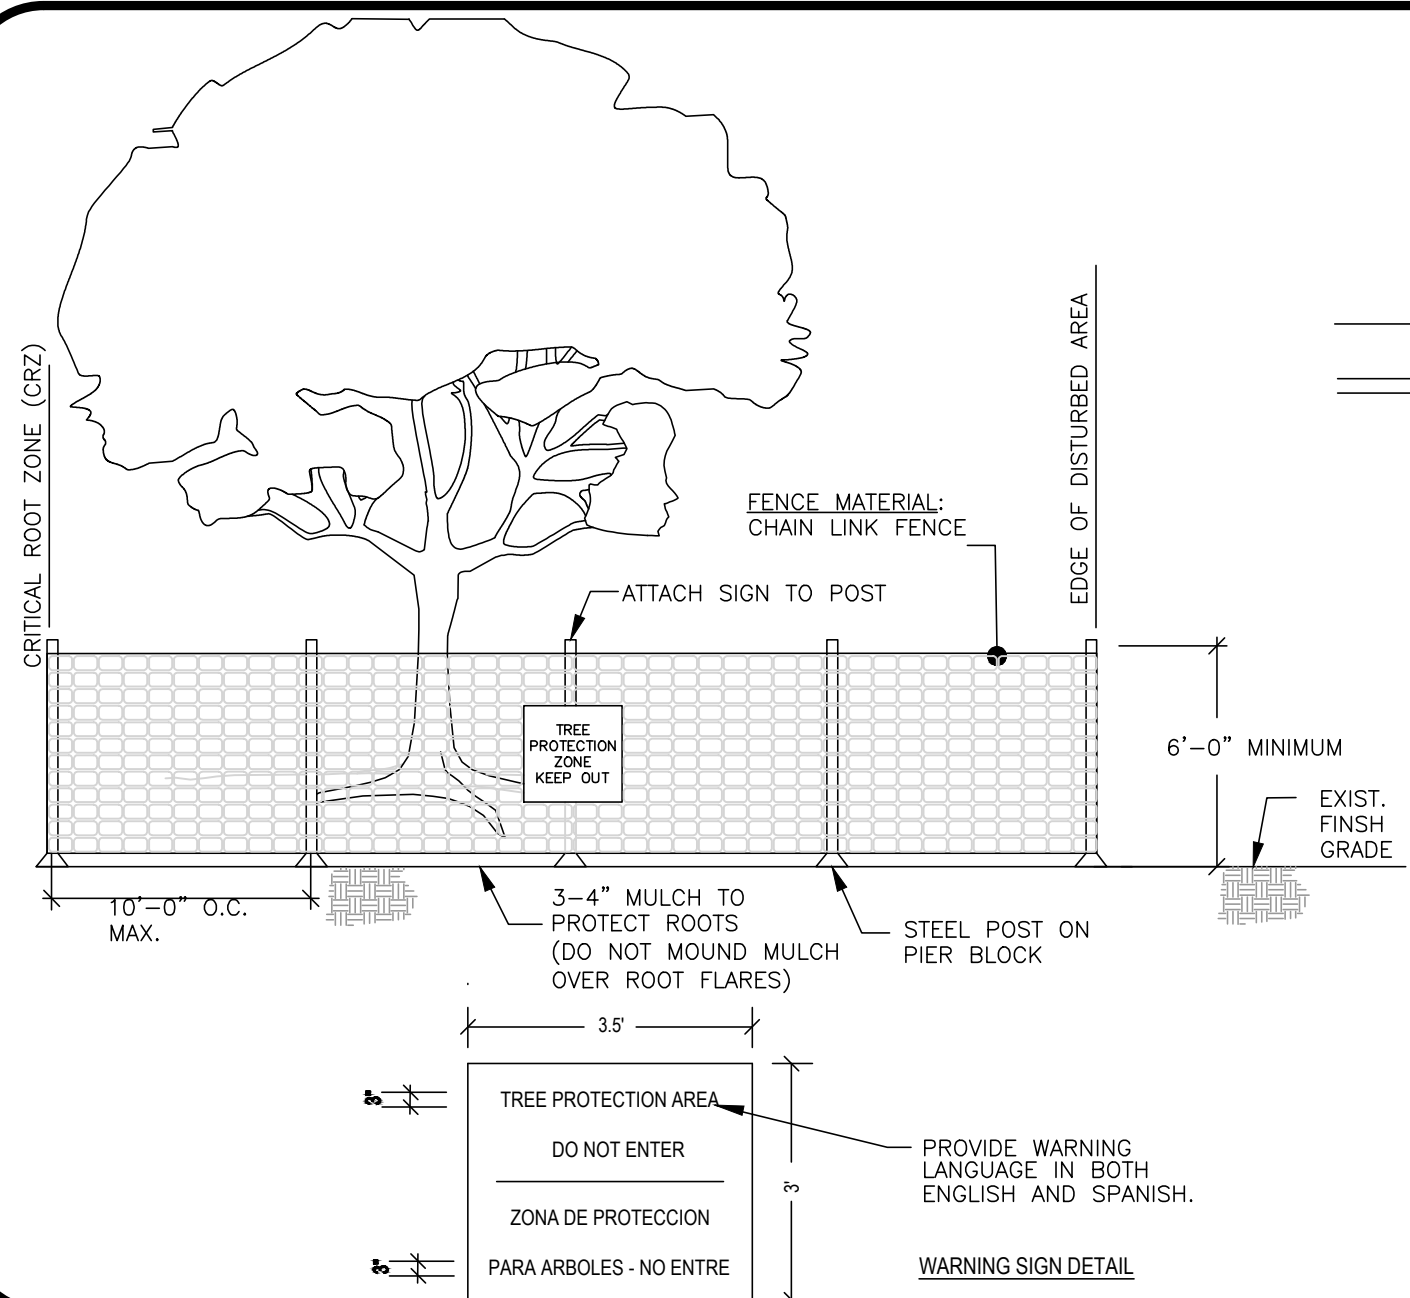 CRITICAL ROOT ZONE (CRZ)
EDGE OF DISTURBED AREA
FENCE MATERIAL:
CHAIN LINK FENCE
ATTACH SIGN TO POST
TREE
PROTECTION
ZONE
KEEP OUT
6'-0" MINIMUM
EXIST.
FINSH
GRADE
10'-0" O.C.
MAX.
3-4" MULCH TO
PROTECT ROOTS
(DO NOT MOUND MULCH
OVER ROOT FLARES)
STEEL POST ON
PIER BLOCK
3.5'
3"
TREE PROTECTION AREA
DO NOT ENTER
ZONA DE PROTECCION
PARA ARBOLES - NO ENTRE
3"
3'
PROVIDE WARNING
LANGUAGE IN BOTH
ENGLISH AND SPANISH.
WARNING SIGN DETAIL